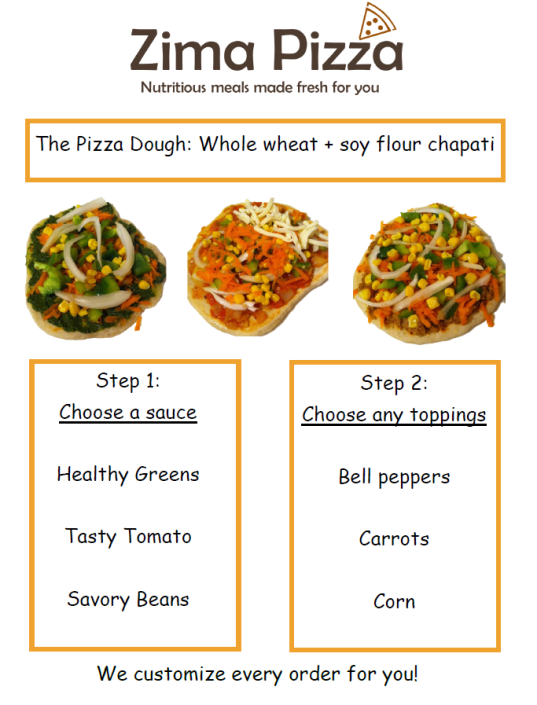 Zima Pizza
Nutritious meals made fresh for you
The Pizza Dough: Whole wheat + soy flour chapati
Step 1:
Choose a sauce
Healthy Greens
Tasty Tomato
Savory Beans
Step 2:
Choose any toppings
Bell peppers
Carrots
Corn
We customize every order for you!